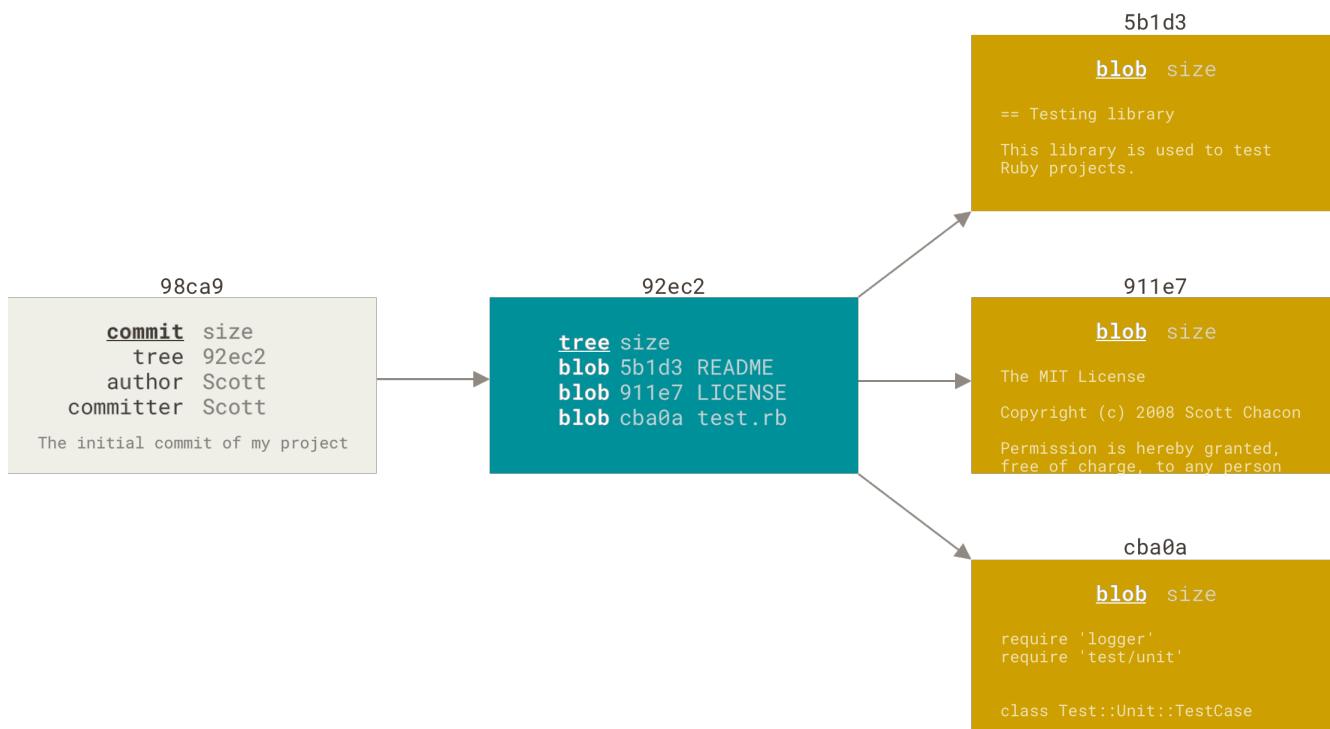 98ca9
commit size
tree 92ec2
author Scott
committer Scott
The initial commit of my project
92ec2
tree size
blob 5b1d3 README
blob 911e7 LICENSE
blob cba0a test.rb
5b1d3
blob size
== Testing library
This library is used to test
Ruby projects.
911e7
blob size
The MIT License
Copyright (c) 2008 Scott Chacon
Permission is hereby granted,
free of charge, to any person
cba0a
blob size
require 'logger'
require 'test/unit'
class Test::Unit::TestCase